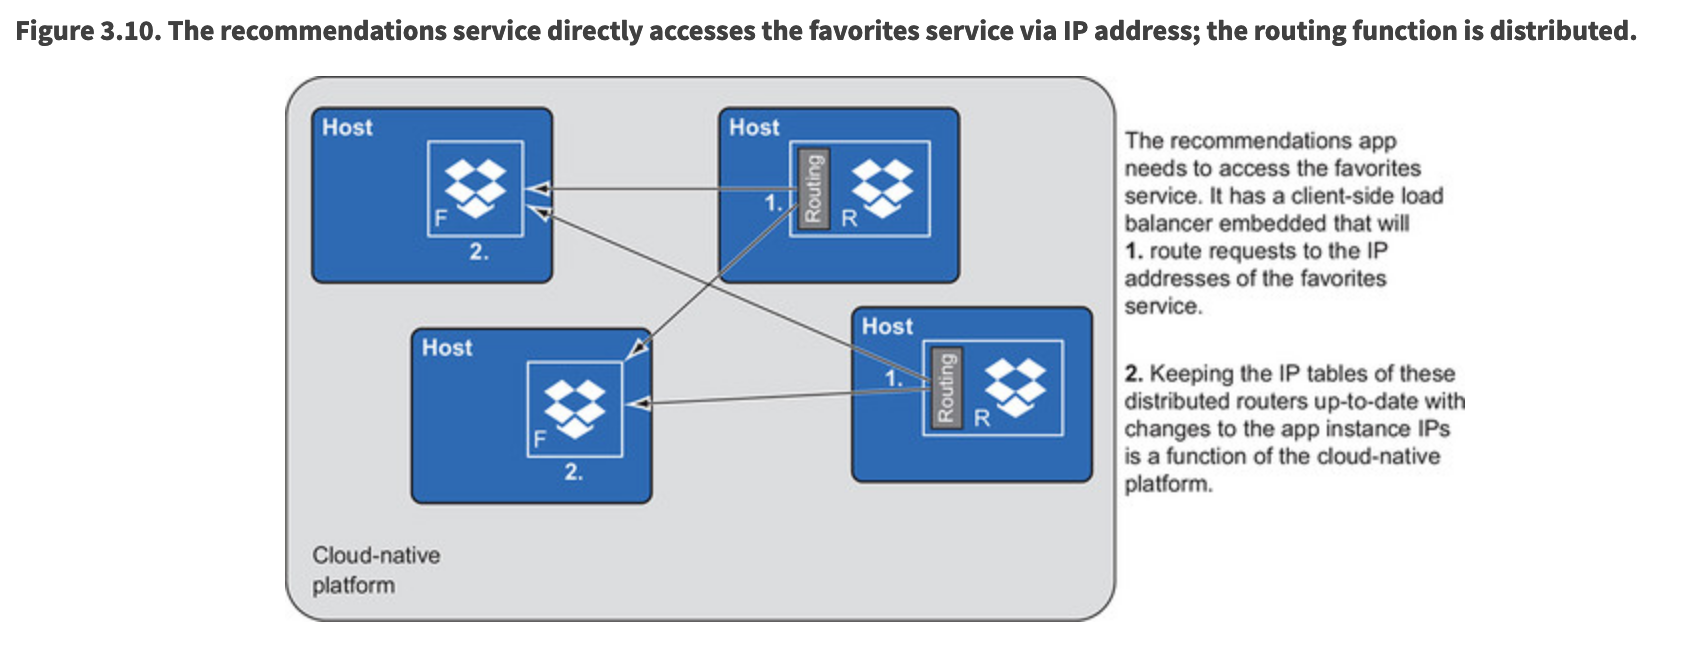 Figure 3.10. The recommendations service directly accesses the favorites service via IP address; the routing function is distributed.
Host
F
2.
Host
1.
Routing
R
Host
F
2.
Host
1.
Routing
R
Cloud-native
platform
The recommendations app
needs to access the favorites
service. It has a client-side load
balancer embedded that will
1. route requests to the IP
addresses of the favorites
service.
2. Keeping the IP tables of these
distributed routers up-to-date with
changes to the app instance IPs
is a function of the cloud-native
platform.